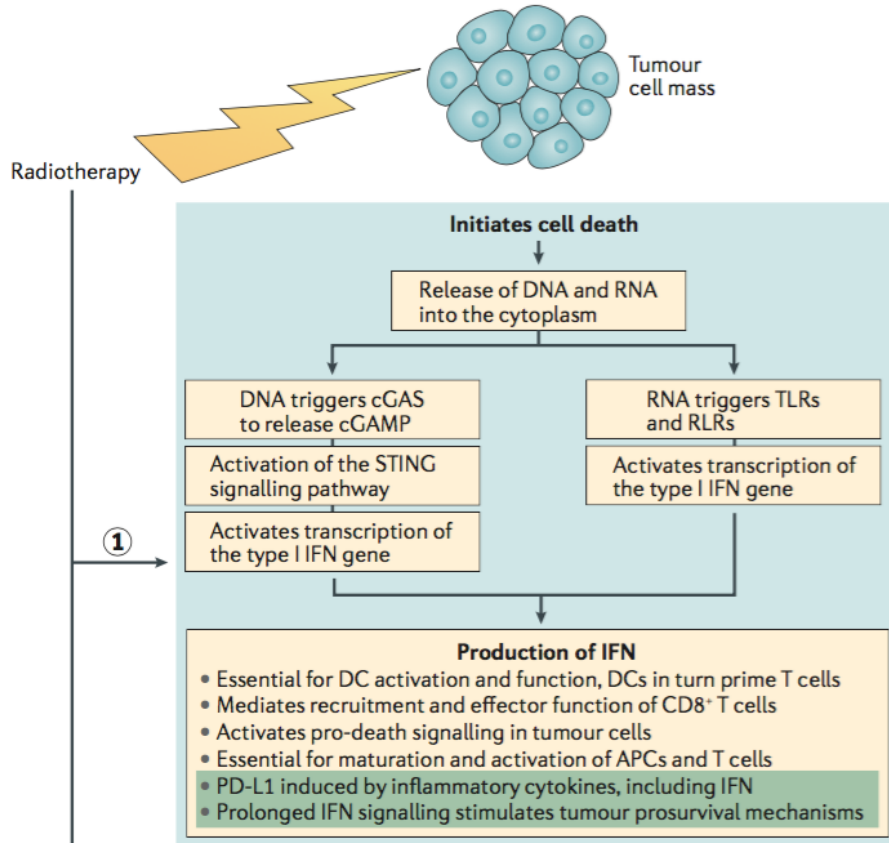 Tumour
cell mass
Radiotherapy
Initiates cell death
Release of DNA and RNA
into the cytoplasm
DNA triggers cGAS
to release cGAMP
RNA triggers TLRs
and RLRs
Activation of the STING
signalling pathway
Activates transcription of
the type I IFN gene
Activates transcription of
the type I IFN gene
1
Production of IFN
• Essential for DC activation and function, DCs in turn prime T cells
• Mediates recruitment and effector function of CD8⁺ T cells
• Activates pro-death signalling in tumour cells
• Essential for maturation and activation of APCs and T cells
• PD-L1 induced by inflammatory cytokines, including IFN
• Prolonged IFN signalling stimulates tumour prosurvival mechanisms